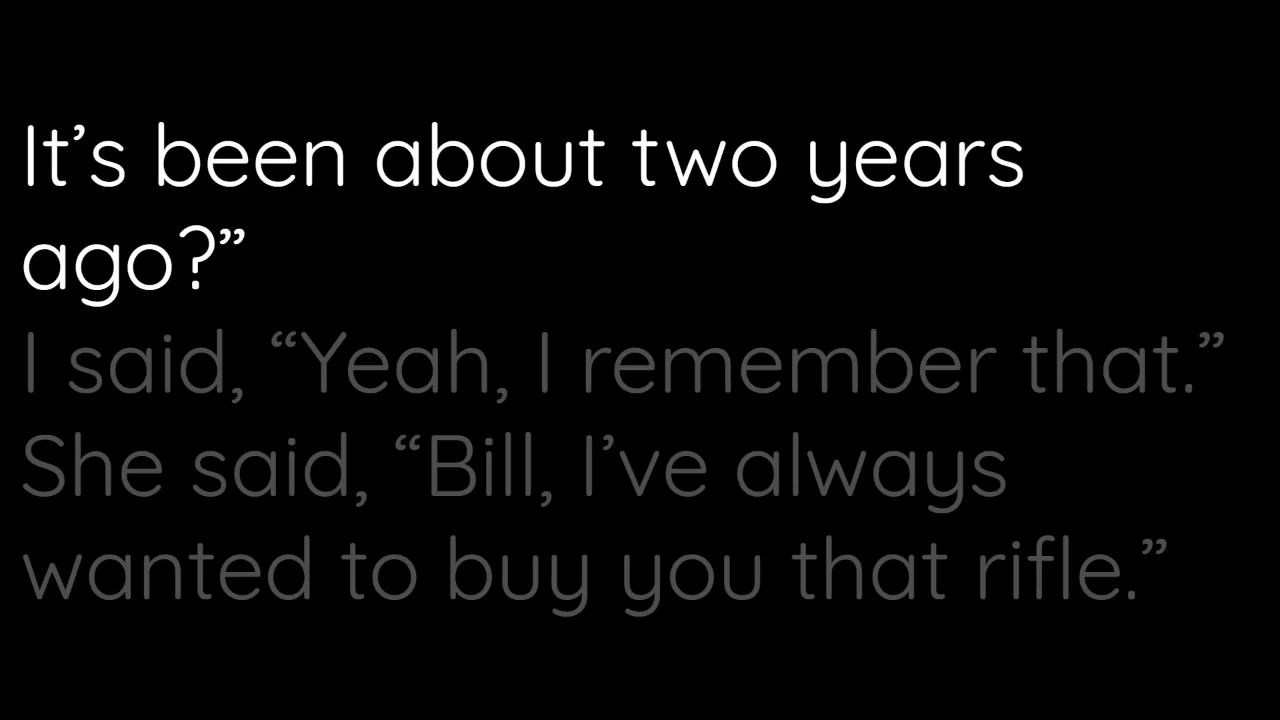 It’s been about two years
ago?”
I said, “Yeah, I remember that.”
She said, “Bill, I’ve always
wanted to buy you that rifle.”